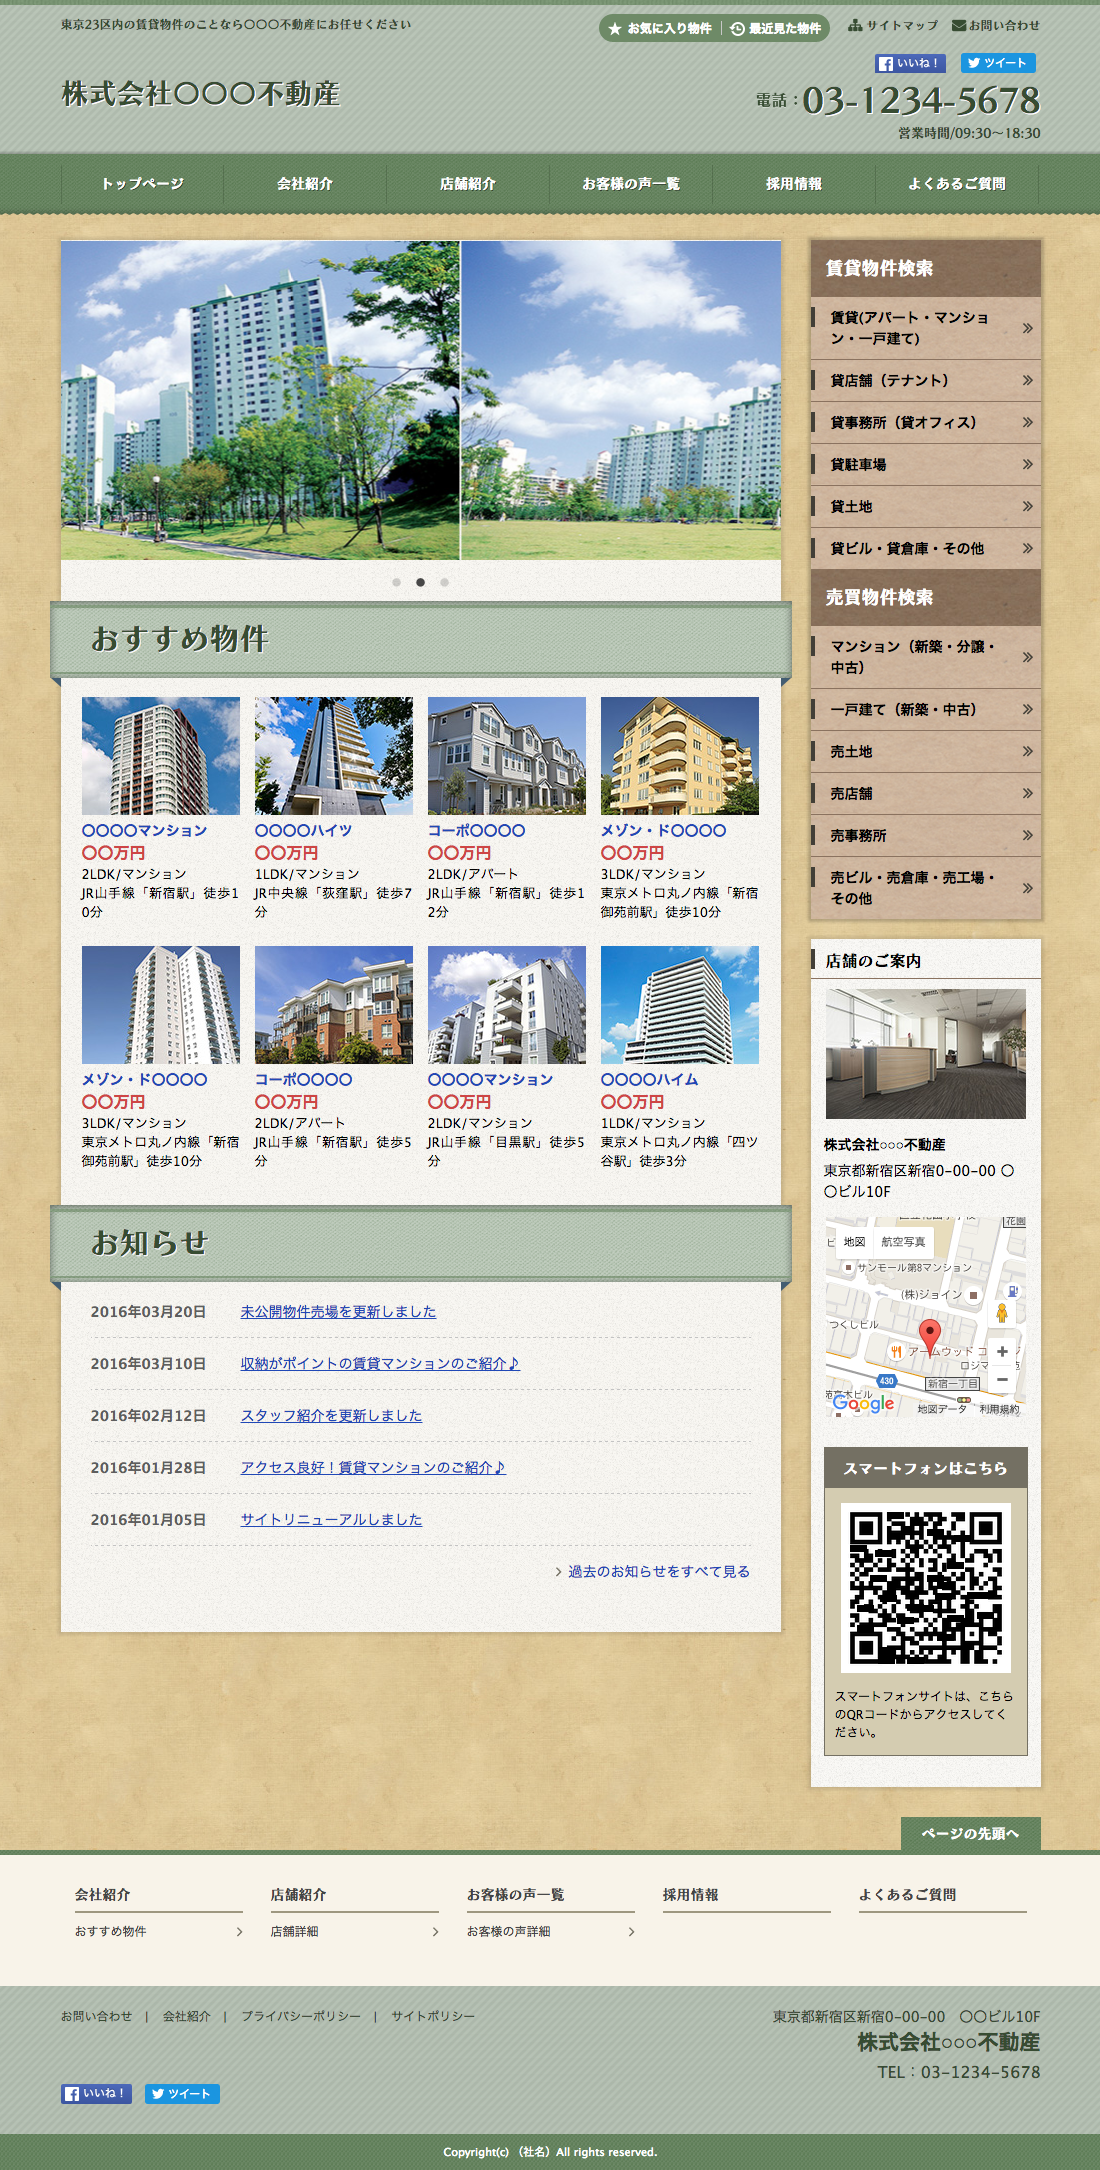 東京23区内の賃貸物件のことなら〇〇〇不動産にお任せください
お気に入り物件
最近見た物件
サイトマップ
お問い合わせ
いいね！
ツイート
株式会社〇〇〇不動産
電話：03-1234-5678
営業時間/09:30～18:30
トップページ
会社紹介
店舗紹介
お客様の声一覧
採用情報
よくあるご質問
おすすめ物件
〇〇〇〇マンション
〇〇万円
2LDK/マンション
JR山手線「新宿駅」徒歩1
0分
〇〇〇〇ハイツ
〇〇万円
1LDK/マンション
JR中央線「荻窪駅」徒歩7
分
コーポ〇〇〇〇
〇〇万円
2LDK/アパート
JR山手線「新宿駅」徒歩1
2分
メゾン・ド〇〇〇〇
〇〇万円
3LDK/マンション
東京メトロ丸ノ内線「新宿
御苑前駅」徒歩10分
メゾン・ド〇〇〇〇
〇〇万円
3LDK/マンション
東京メトロ丸ノ内線「新宿
御苑前駅」徒歩10分
コーポ〇〇〇〇
〇〇万円
2LDK/アパート
JR山手線「新宿駅」徒歩5
分
〇〇〇〇マンション
〇〇万円
2LDK/マンション
JR山手線「目黒駅」徒歩5
分
〇〇〇〇ハイム
〇〇万円
1LDK/マンション
東京メトロ丸ノ内線「四ツ
谷駅」徒歩3分
お知らせ
2016年03月20日 未公開物件売場を更新しました
2016年03月10日 収納がポイントの賃貸マンションのご紹介♪
2016年02月12日 スタッフ紹介を更新しました
2016年01月28日 アクセス良好！賃貸マンションのご紹介♪
2016年01月05日 サイトリニューアルしました
過去のお知らせをすべて見る
賃貸物件検索
賃貸(アパート・マンショ
ン・一戸建て)
貸店舗（テナント）
貸事務所（貸オフィス）
貸駐車場
貸土地
貸ビル・貸倉庫・その他
売買物件検索
マンション（新築・分譲・
中古）
一戸建て（新築・中古）
売土地
売店舗
売事務所
売ビル・売倉庫・売工場・
その他
店舗のご案内
株式会社○○○不動産
東京都新宿区新宿0-00-00 〇
〇ビル10F
花園
地図
航空写真
サンモール第8マンション
(株)ジョイン
つくしビル
アームウッド コ
ロジマ
430
新宿一丁目
Google
地図データ
利用規約
スマートフォンはこちら
スマートフォンサイトは、こちら
のQRコードからアクセスしてく
ださい。
ページの先頭へ
会社紹介
おすすめ物件
店舗紹介
店舗詳細
お客様の声一覧
お客様の声詳細
採用情報
よくあるご質問
お問い合わせ | 会社紹介 | プライバシーポリシー | サイトポリシー
東京都新宿区新宿0-00-00 〇〇ビル10F
株式会社○○○不動産
TEL：03-1234-5678
いいね！
ツイート
Copyright(c) （社名）All rights reserved.